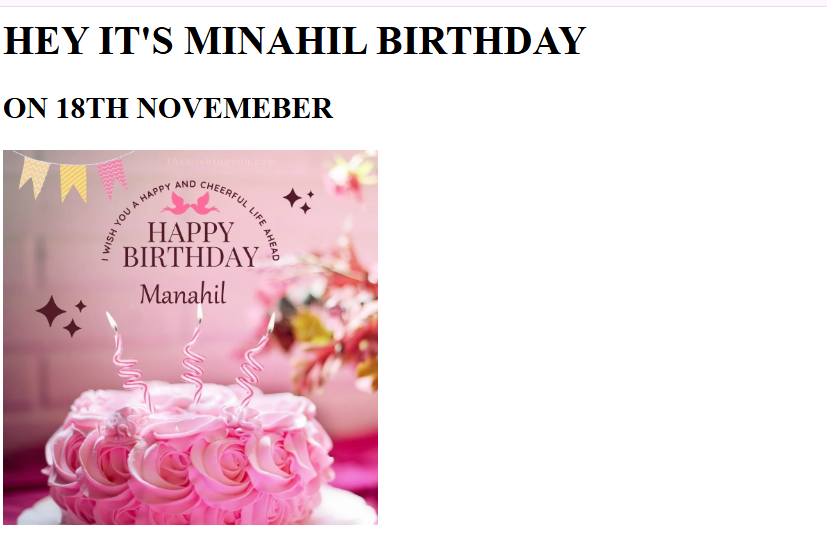 HEY IT'S MINAHIL BIRTHDAY
ON 18TH NOVEMEBER
I WISH YOU A HAPPY AND CHEERFUL LIFE AHEAD
HAPPY
BIRTHDAY
Manahil